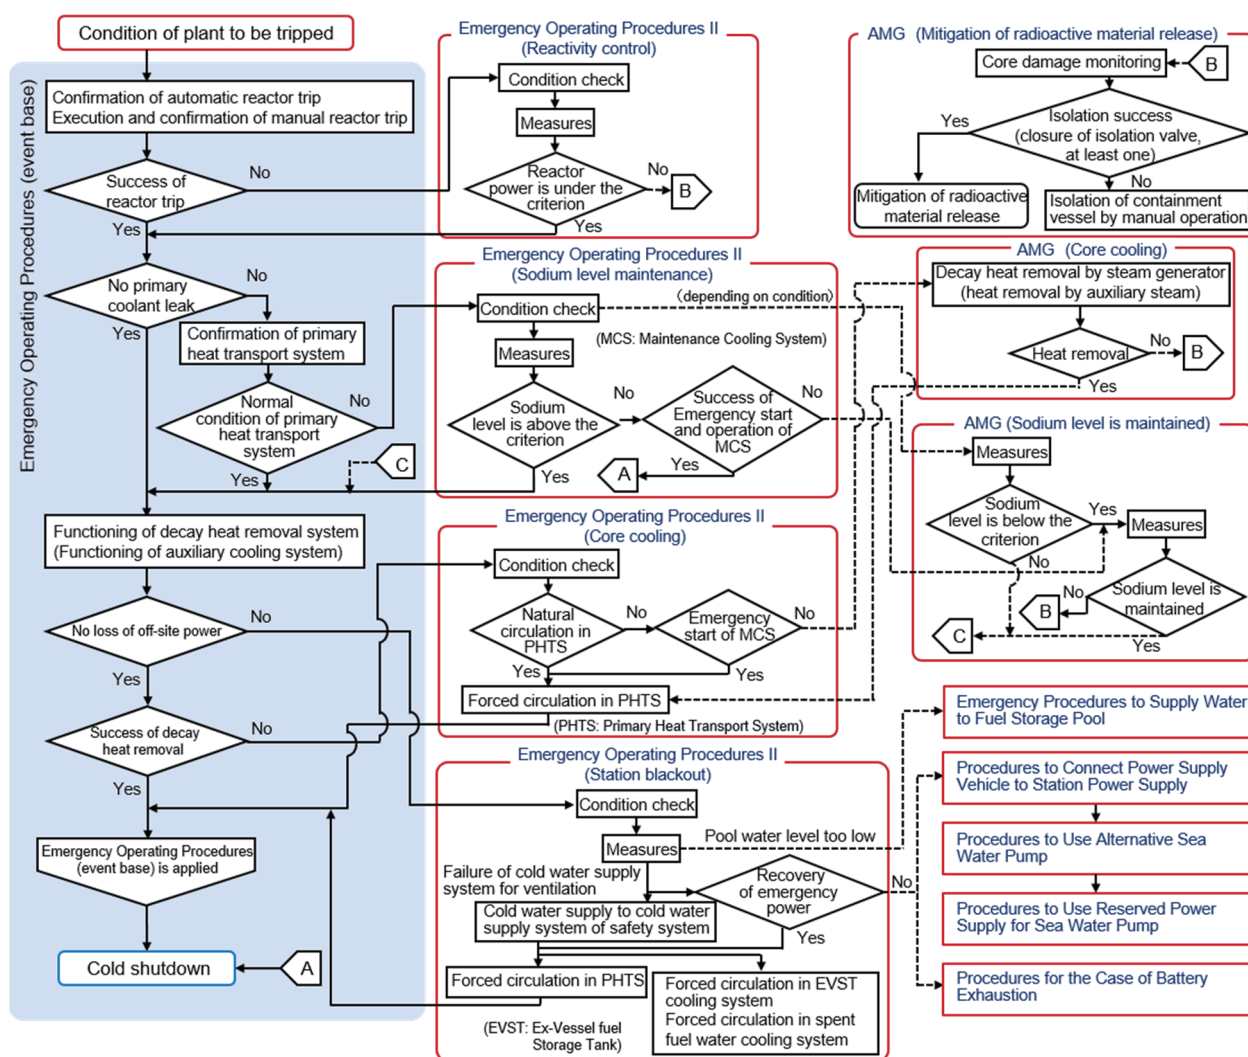 Condition of plant to be tripped
Emergency Operating Procedures (event base)
Confirmation of automatic reactor trip
Execution and confirmation of manual reactor trip
Success of
reactor trip
No
Yes
No primary
coolant leak
No
Yes
Confirmation of primary
heat transport system
Normal
condition of primary
heat transport
system
No
Yes
C
Functioning of decay heat removal system
(Functioning of auxiliary cooling system)
No loss of off-site power
No
Yes
Success of decay
heat removal
No
Yes
Emergency Operating Procedures
(event base) is applied
Cold shutdown
A
Emergency Operating Procedures II
(Reactivity control)
Condition check
Measures
Reactor
power is under the
criterion
No
B
Yes
Emergency Operating Procedures II
(Sodium level maintenance)
Condition check
(depending on condition)
Measures
(MCS: Maintenance Cooling System)
Sodium
level is above the
criterion
No
Yes
Success of
Emergency start
and operation of
MCS
No
Yes
A
Emergency Operating Procedures II
(Core cooling)
Condition check
Natural
circulation in
PHTS
No
Yes
Emergency
start of MCS
No
Yes
Forced circulation in PHTS
(PHTS: Primary Heat Transport System)
Emergency Operating Procedures II
(Station blackout)
Condition check
Measures
Pool water level too low
Failure of cold water supply
system for ventilation
Recovery
of emergency
power
No
Yes
Cold water supply to cold water
supply system of safety system
Forced circulation in PHTS
Forced circulation in EVST
cooling system
Forced circulation in spent
fuel water cooling system
(EVST: Ex-Vessel fuel
Storage Tank)
AMG (Mitigation of radioactive material release)
Core damage monitoring
B
Isolation success
(closure of isolation valve,
at least one)
Yes
No
Mitigation of radioactive
material release
Isolation of containment
vessel by manual operation
AMG (Core cooling)
Decay heat removal by steam generator
(heat removal by auxiliary steam)
Heat removal
No
B
Yes
AMG (Sodium level is maintained)
Measures
Sodium
level is below the
criterion
Yes
No
Measures
Sodium level is
maintained
No
B
Yes
C
Emergency Procedures to Supply Water
to Fuel Storage Pool
Procedures to Connect Power Supply
Vehicle to Station Power Supply
Procedures to Use Alternative Sea
Water Pump
Procedures to Use Reserved Power
Supply for Sea Water Pump
Procedures for the Case of Battery
Exhaustion